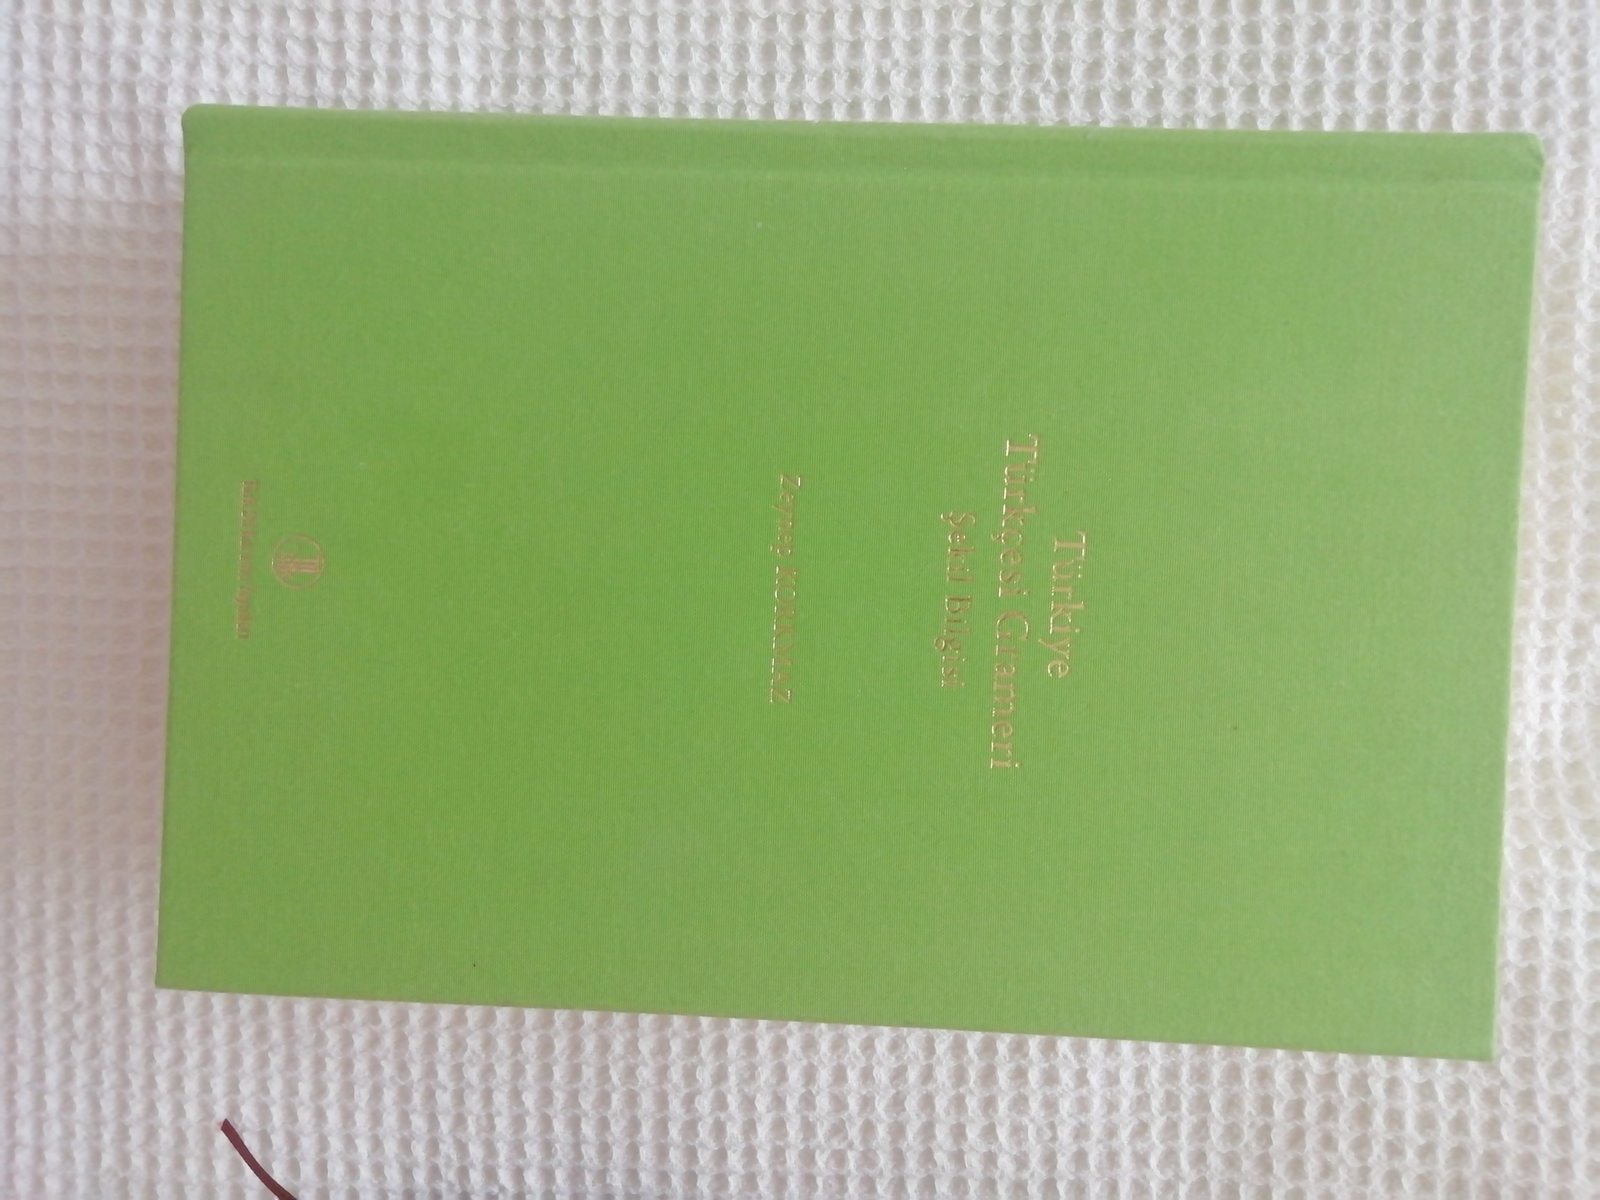 Türkiye
Türkçesi Grameri
Şekil Bilgisi
Zeynep KORKMAZ